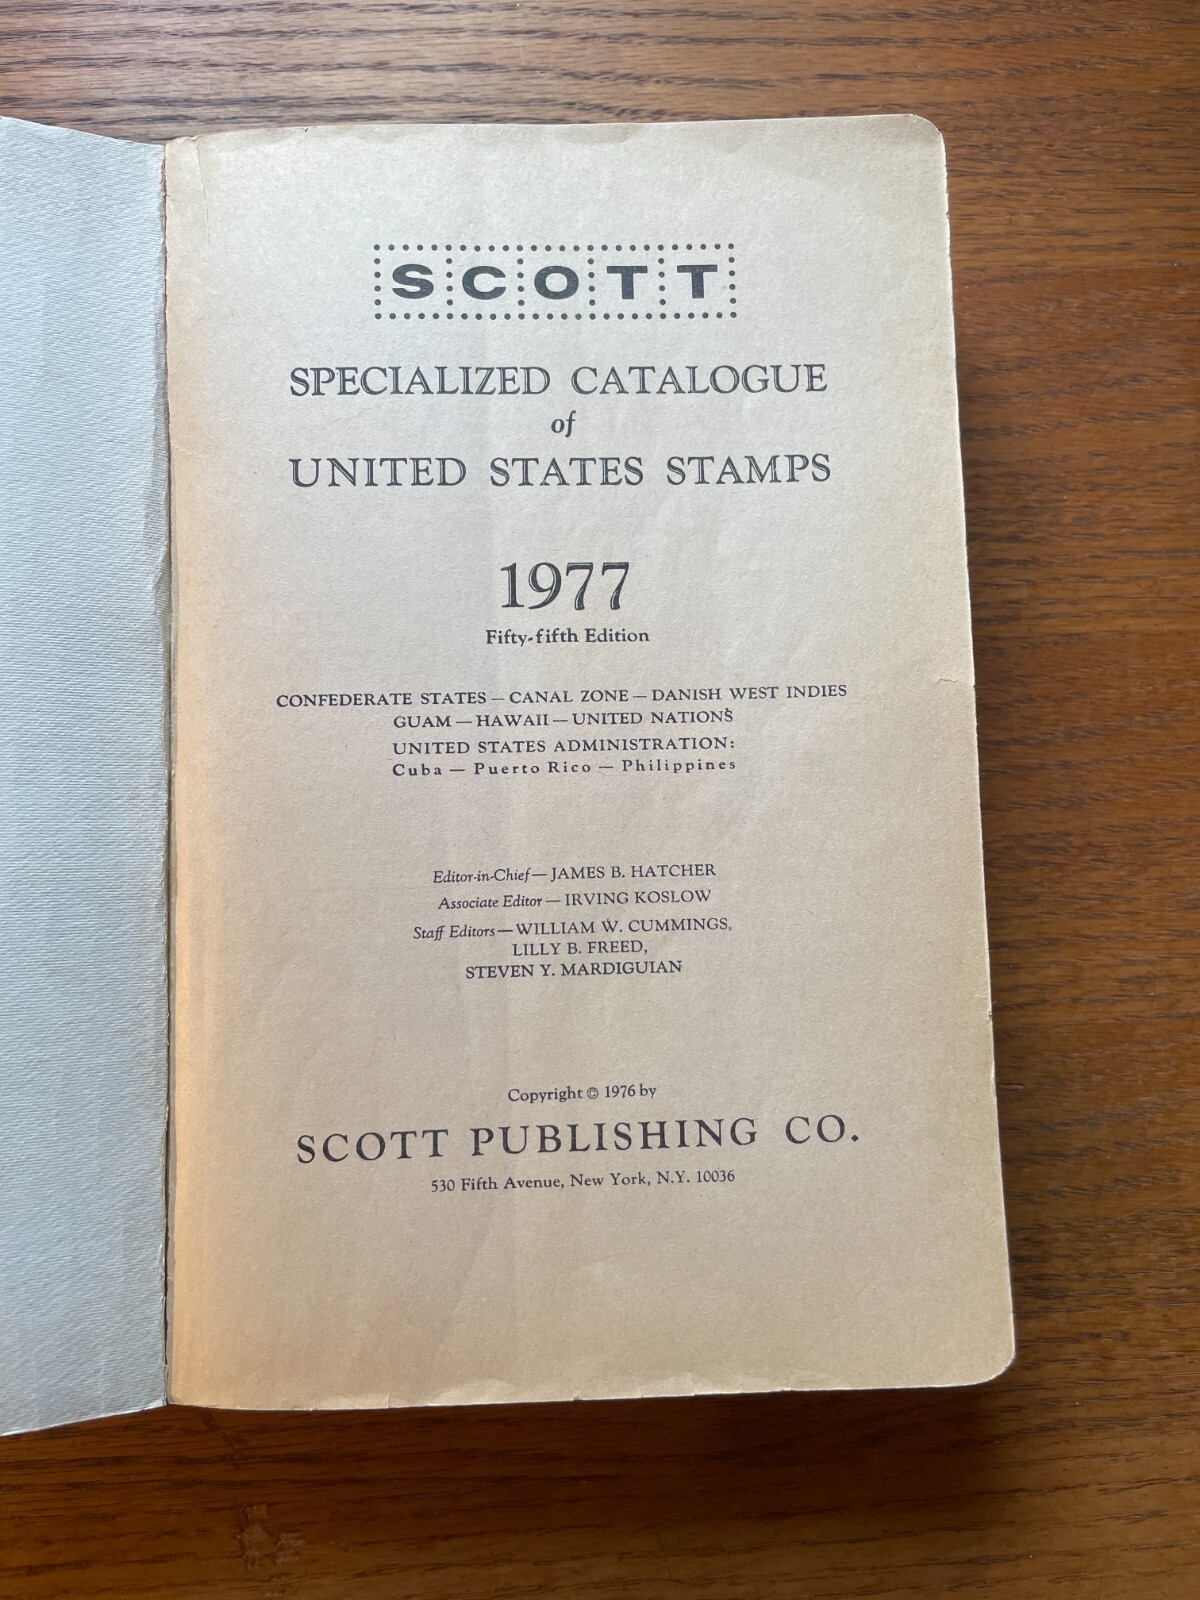 SCOTT
SPECIALIZED CATALOGUE
of
UNITED STATES STAMPS
1977
Fifty-fifth Edition
CONFEDERATE STATES — CANAL ZONE — DANISH WEST INDIES
GUAM — HAWAII — UNITED NATIONS
UNITED STATES ADMINISTRATION:
Cuba — Puerto Rico — Philippines
Editor-in-Chief — JAMES B. HATCHER
Associate Editor — IRVING KOSLOW
Staff Editors — WILLIAM W. CUMMINGS,
LILLY B. FREED,
STEVEN Y. MARDIGUIAN
Copyright © 1976 by
SCOTT PUBLISHING CO.
530 Fifth Avenue, New York, N.Y. 10036